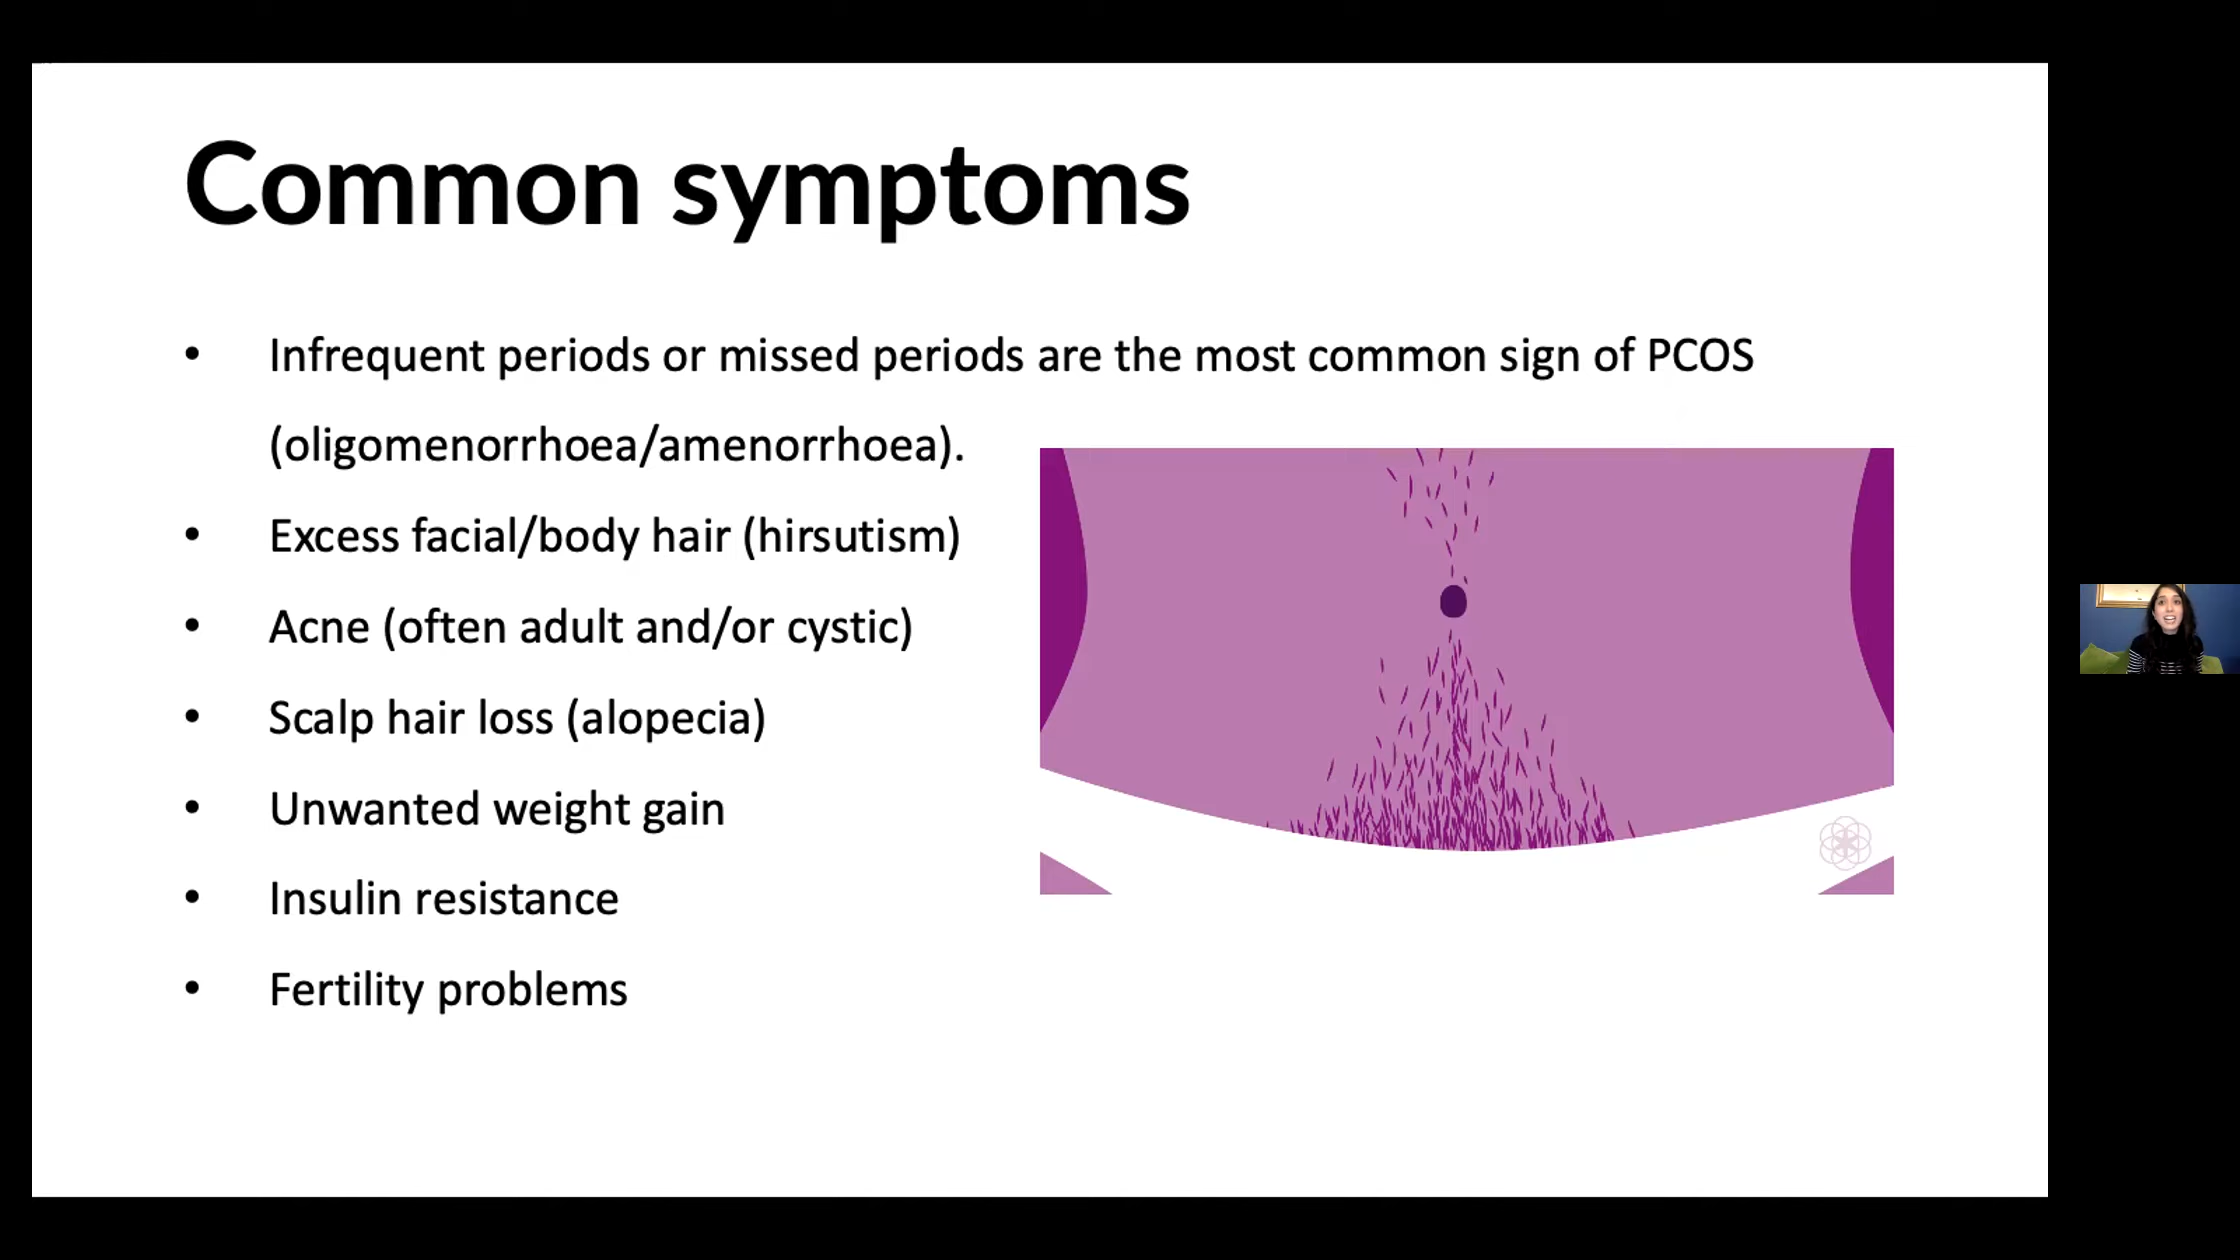 Common symptoms
• Infrequent periods or missed periods are the most common sign of PCOS
(oligomenorrhoea/amenorrhoea).
• Excess facial/body hair (hirsutism)
• Acne (often adult and/or cystic)
• Scalp hair loss (alopecia)
• Unwanted weight gain
• Insulin resistance
• Fertility problems